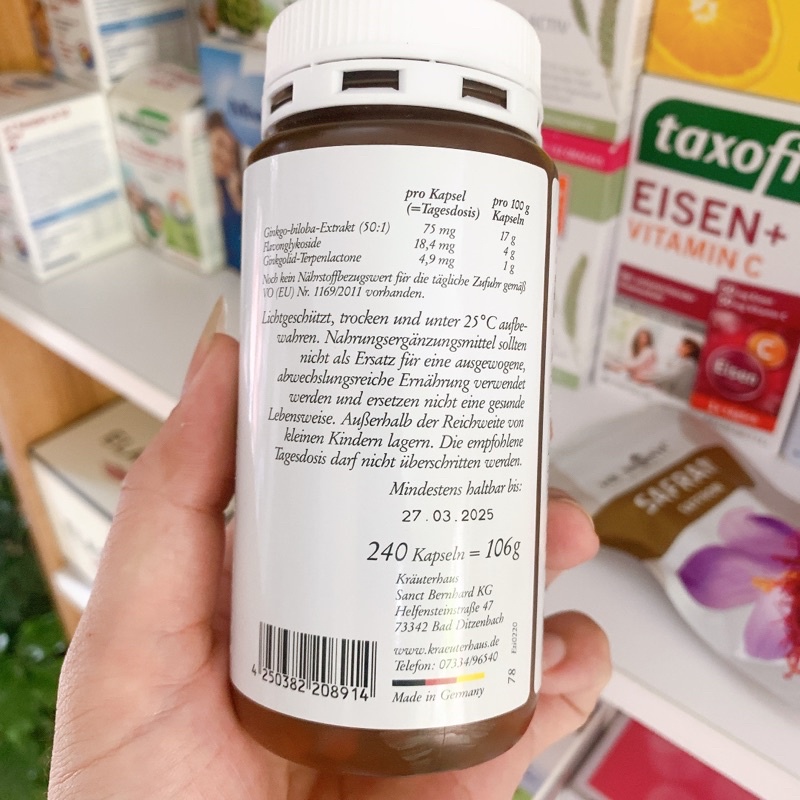 pro Kapsel
(=Tagesdosis)
pro 100 g
Kapseln
Ginkgo-biloba-Extrakt (50:1) 75 mg 17 g
Flavonglykoside 18,4 mg 4 g
Ginkgolid-Terpenlactone 4,9 mg 1 g
Noch kein Nährstoffbezugswert für die tägliche Zufuhr gemäß
VO (EU) Nr. 1169/2011 vorhanden.
Lichtgeschützt, trocken und unter 25°C aufbe-
wahren. Nahrungsergänzungsmittel sollten
nicht als Ersatz für eine ausgewogene,
abwechslungsreiche Ernährung verwendet
werden und ersetzen nicht eine gesunde
Lebensweise. Außerhalb der Reichweite von
kleinen Kindern lagern. Die empfohlene
Tagesdosis darf nicht überschritten werden.
Mindestens haltbar bis:
27.03.2025
240 Kapseln = 106g
Kräuterhaus
Sanct Bernhard KG
Helfensteinstraße 47
73342 Bad Ditzenbach
www.kraeuterhaus.de
Telefon: 07334/96540
Made in Germany
78
4 250382 208914
taxofi
EISEN+
VITAMIN C
Eisen
C
SAFRAN